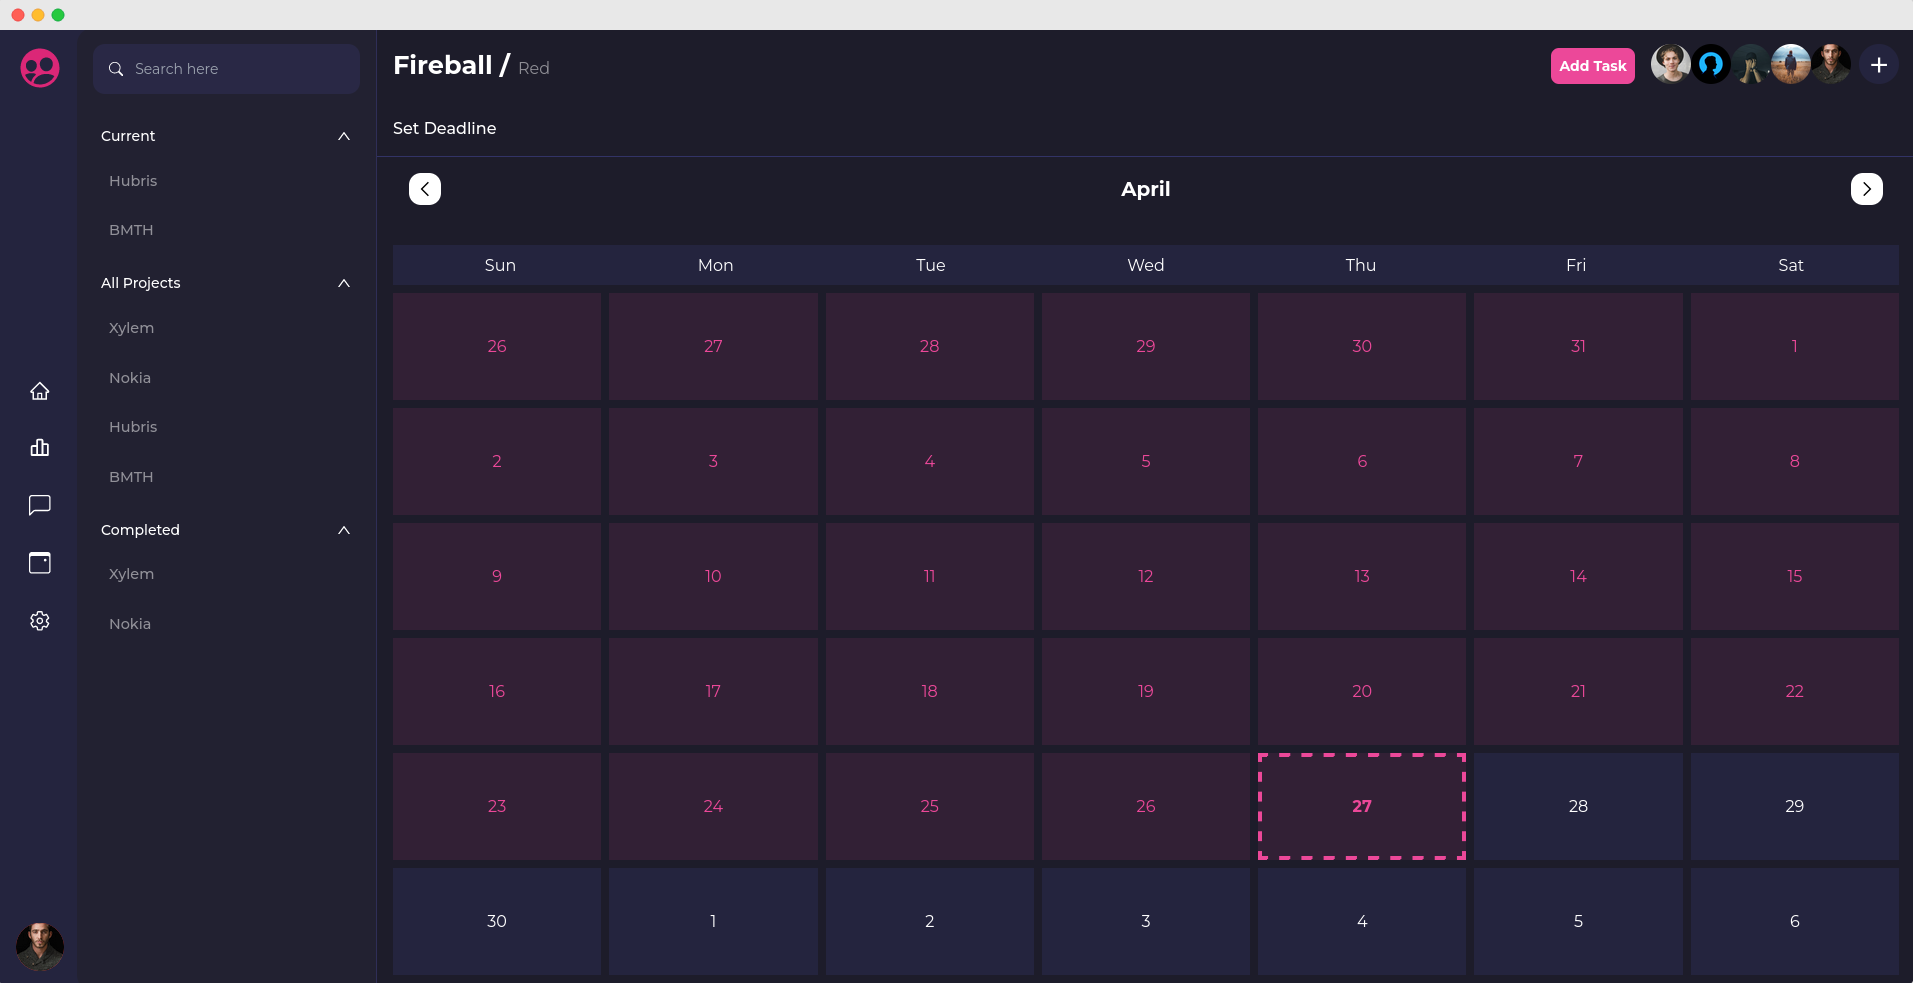 Search here
Current
Hubris
BMTH
All Projects
Xylem
Nokia
Hubris
BMTH
Completed
Xylem
Nokia
Fireball / Red
Add Task
Set Deadline
April
Sun Mon Tue Wed Thu Fri Sat
26 27 28 29 30 31 1
2 3 4 5 6 7 8
9 10 11 12 13 14 15
16 17 18 19 20 21 22
23 24 25 26 27 28 29
30 1 2 3 4 5 6